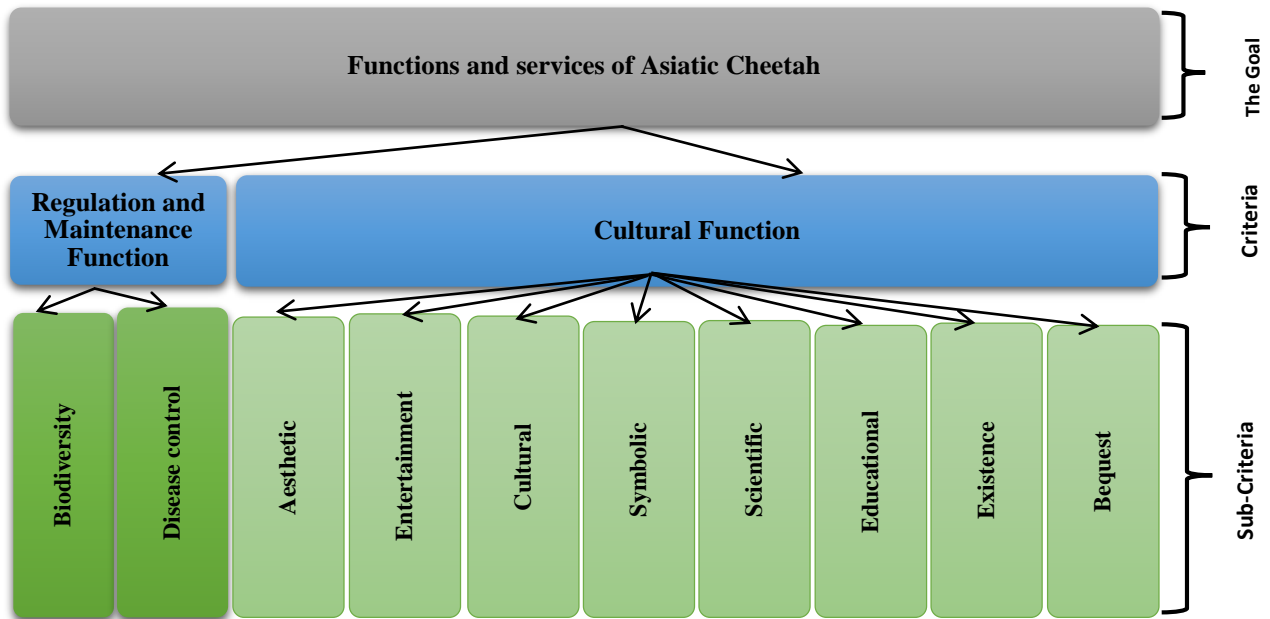 Functions and services of Asiatic Cheetah
The Goal
Regulation and
Maintenance
Function
Cultural Function
Criteria
Biodiversity
Disease control
Aesthetic
Entertainment
Cultural
Symbolic
Scientific
Educational
Existence
Bequest
Sub-Criteria